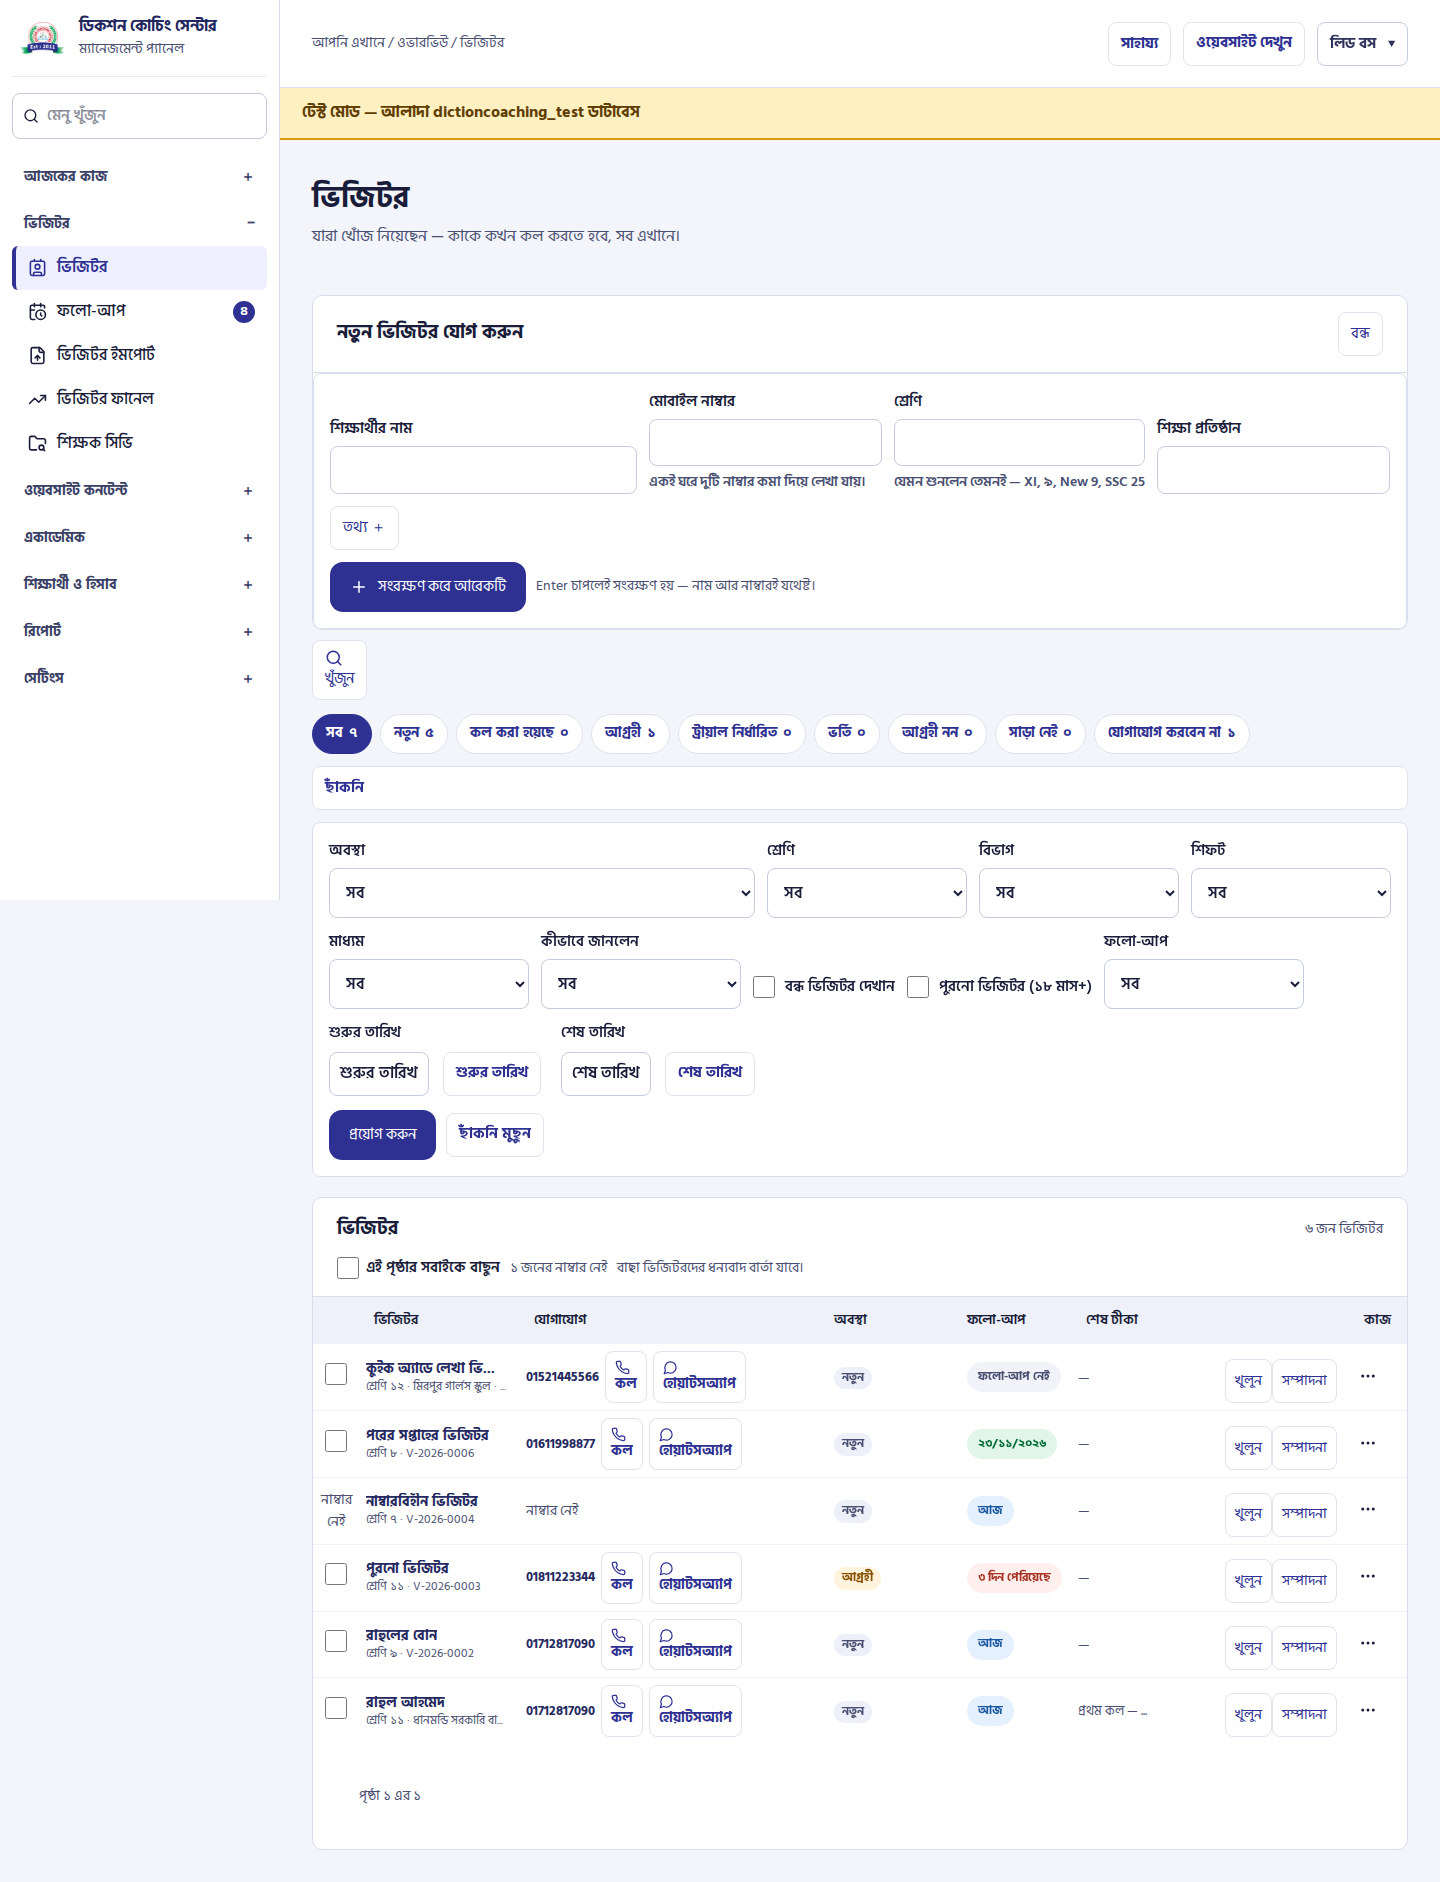 ডিকশন কোচিং সেন্টার
ম্যানেজমেন্ট প্যানেল
মেনু খুঁজুন
আজকের কাজ +
ভিজিটর −
ভিজিটর
ফলো-আপ 8
ভিজিটর ইমপোর্ট
ভিজিটর ফানেল
শিক্ষক সিভি
ওয়েবসাইট কনটেন্ট +
একাডেমিক +
শিক্ষার্থী ও হিসাব +
রিপোর্ট +
সেটিংস +
আপনি এখানে / ওভারভিউ / ভিজিটর
সাহায্য ওয়েবসাইট দেখুন লিড বস ▾
টেস্ট মোড — আলাদা dictioncoaching_test ডাটাবেস
ভিজিটর
যারা খোঁজ নিয়েছেন — কাকে কখন কল করতে হবে, সব এখানে।
নতুন ভিজিটর যোগ করুন বন্ধ
শিক্ষার্থীর নাম মোবাইল নাম্বার শ্রেণি শিক্ষা প্রতিষ্ঠান
একই ঘরে দুটি নাম্বার কমা দিয়ে লেখা যায়। যেমন শুনলেন তেমনই — XI, ৯, New 9, SSC 25
তথ্য +
সংরক্ষণ করে আরেকটি Enter চাপলেই সংরক্ষণ হয় — নাম আর নাম্বারই যথেষ্ট।
খুঁজুন
সব ৭ নতুন ৫ কল করা হয়েছে ০ আগ্রহী ১ ট্রায়াল নির্ধারিত ০ ভর্তি ০ আগ্রহী নন ০ সাড়া নেই ০ যোগাযোগ করবেন না ১
ছাঁকনি
অবস্থা শ্রেণি বিভাগ শিফট
সব সব সব সব
মাধ্যম কীভাবে জানলেন ফলো-আপ
সব সব বন্ধ ভিজিটর দেখান পুরনো ভিজিটর (১৮ মাস+) সব
শুরুর তারিখ শেষ তারিখ
শুরুর তারিখ শুরুর তারিখ শেষ তারিখ শেষ তারিখ
প্রয়োগ করুন ছাঁকনি মুছুন
ভিজিটর ৬ জন ভিজিটর
এই পৃষ্ঠার সবাইকে বাছুন ১ জনের নাম্বার নেই বাছা ভিজিটরদের ধন্যবাদ বার্তা যাবে।
ভিজিটর যোগাযোগ অবস্থা ফলো-আপ শেষ টীকা কাজ
কুইক অ্যাডে লেখা ভি... 01521445566 কল হোয়াটসঅ্যাপ নতুন ফলো-আপ নেই — খুলুন সম্পাদনা ···
শ্রেণি ১২ · মিরপুর গার্লস স্কুল · ...
পরের সপ্তাহের ভিজিটর 01611998877 কল হোয়াটসঅ্যাপ নতুন ২৩/১১/২০২৬ — খুলুন সম্পাদনা ···
শ্রেণি ৮ · V-2026-0006
নাম্বার নেই নাম্বারবিহীন ভিজিটর নাম্বার নেই নতুন আজ — খুলুন সম্পাদনা ···
শ্রেণি ৭ · V-2026-0004
পুরনো ভিজিটর 01811223344 কল হোয়াটসঅ্যাপ আগ্রহী ৩ দিন পেরিয়েছে — খুলুন সম্পাদনা ···
শ্রেণি ১১ · V-2026-0003
রাহুলের বোন 01712817090 কল হোয়াটসঅ্যাপ নতুন আজ — খুলুন সম্পাদনা ···
শ্রেণি ৯ · V-2026-0002
রাহুল আহমেদ 01712817090 কল হোয়াটসঅ্যাপ নতুন আজ প্রথম কল — ... খুলুন সম্পাদনা ···
শ্রেণি ১১ · ধানমন্ডি সরকারি বা...
পৃষ্ঠা ১ এর ১